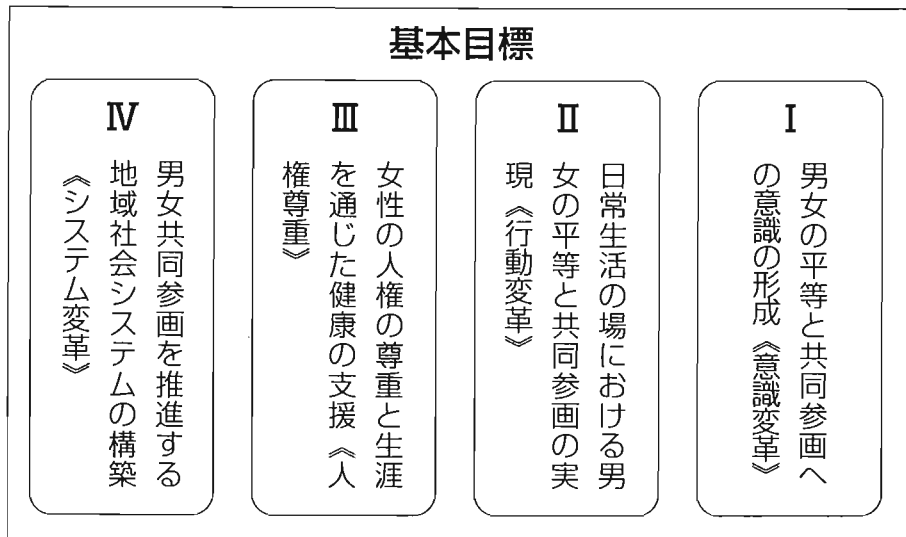 基本目標
Ⅰ
男女の平等と共同参画へ
の意識の形成《意識変革》
Ⅱ
日常生活の場における男
女の平等と共同参画の実
現《行動変革》
Ⅲ
女性の人権の尊重と生涯
を通じた健康の支援《人
権尊重》
Ⅳ
男女共同参画を推進する
地域社会システムの構築
《システム変革》